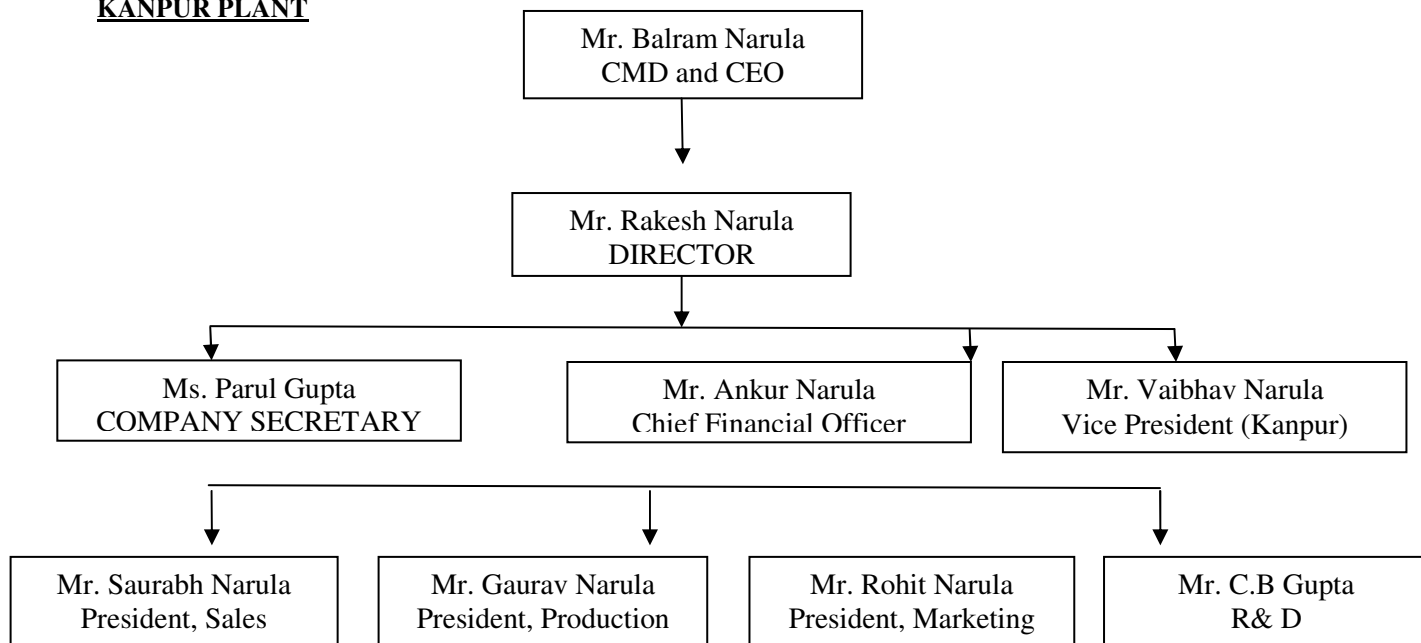 KANPUR PLANT
Mr. Balram Narula
CMD and CEO
Mr. Rakesh Narula
DIRECTOR
Ms. Parul Gupta
COMPANY SECRETARY
Mr. Ankur Narula
Chief Financial Officer
Mr. Vaibhav Narula
Vice President (Kanpur)
Mr. Saurabh Narula
President, Sales
Mr. Gaurav Narula
President, Production
Mr. Rohit Narula
President, Marketing
Mr. C.B Gupta
R& D